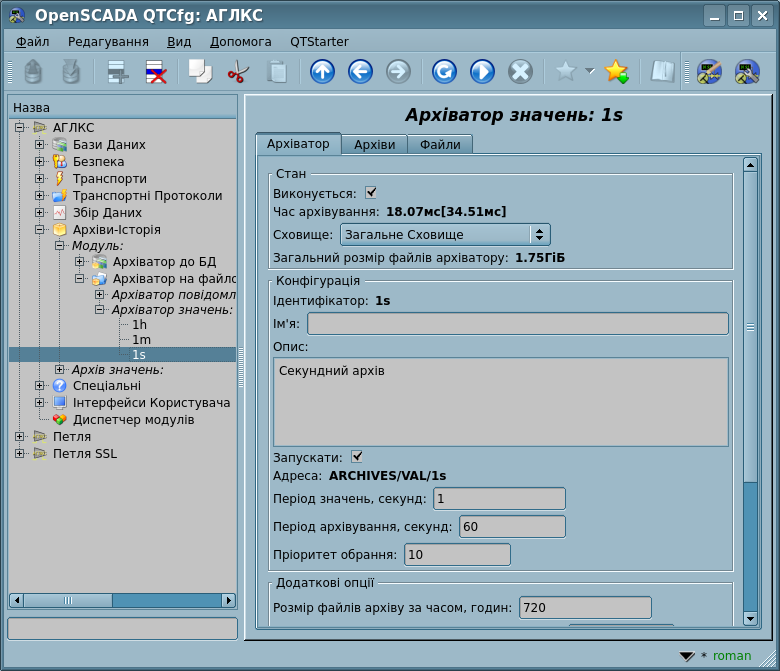 OpenSCADA QTCfg: АГЛКС
Файл Редагування Вид Допомога QTStarter
Назва
АГЛКС
Бази Даних
Безпека
Транспорти
Транспортні Протоколи
Збір Даних
Архіви-Історія
Модуль:
Архіватор до БД
Архіватор на файло
Архіватор повідомл
Архіватор значень:
1h
1m
1s
Архів значень:
Спеціальні
Інтерфейси Користувача
Диспетчер модулів
Петля
Петля SSL
Архіватор значень: 1s
Архіватор Архіви Файли
Стан
Виконується:
Час архівування: 18.07мс[34.51мс]
Сховище: Загальне Сховище
Загальний розмір файлів архіватору: 1.75ГіБ
Конфігурація
Ідентифікатор: 1s
Ім'я:
Опис:
Секундний архів
Запускати:
Адреса: ARCHIVES/VAL/1s
Період значень, секунд: 1
Період архівування, секунд: 60
Пріоритет обрання: 10
Додаткові опції
Розмір файлів архіву за часом, годин: 720
* roman